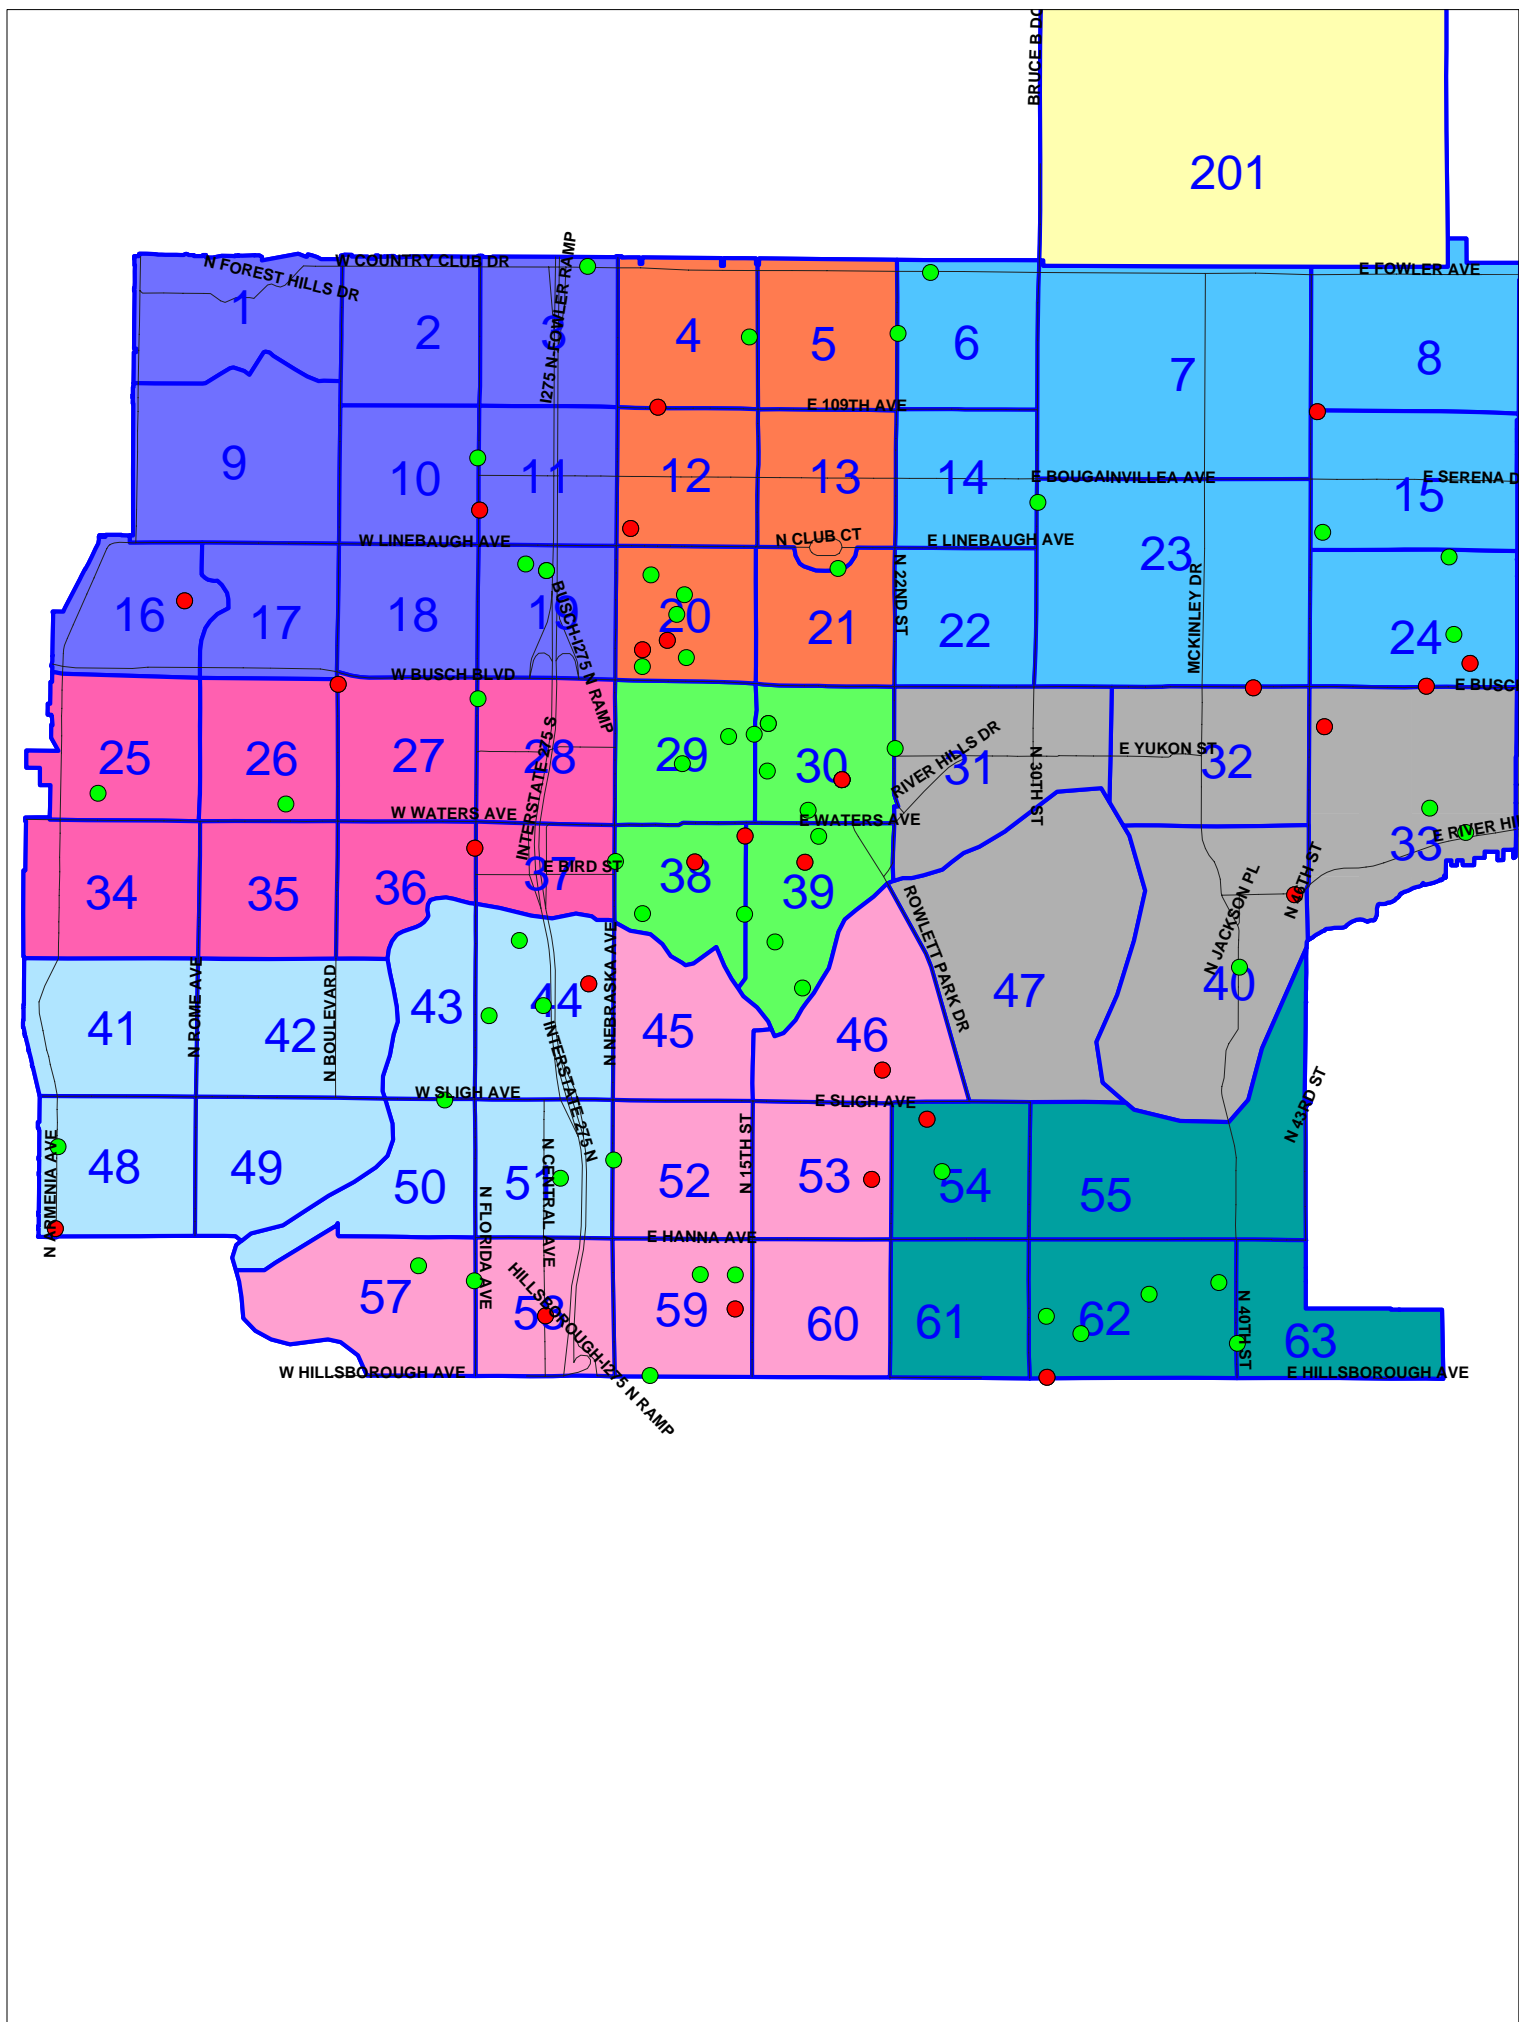 BRUCE B DO
201
N FOREST HILLS DR
W COUNTRY CLUB DR
I275 N-FOWLER RAMP
E FOWLER AVE
1
2
3
4
5
6
7
8
E 109TH AVE
9
10
11
12
13
14
E BOUGAINVILLEA AVE
15
E SERENA D
W LINEBAUGH AVE
N CLUB CT
E LINEBAUGH AVE
N 22ND ST
23
MCKINLEY DR
16
17
18
19
BUSCH-I275 N RAMP
20
21
22
24
W BUSCH BLVD
E BUSCH
25
26
27
28
INTERSTATE 275 S
29
30
RIVER HILLS DR
31
N 30TH ST
E YUKON ST
32
W WATERS AVE
E WATERS AVE
33
E RIVER HI
34
35
36
37
E BIRD ST
38
39
ROWLETT PARK DR
N 46TH ST
N JACKSON PL
40
41
N ROME AVE
42
N BOULEVARD
43
44
N NEBRASKA AVE
45
46
47
INTERSTATE 275 N
W SLIGH AVE
E SLIGH AVE
N 43RD ST
N ARMENIA AVE
48
49
50
N FLORIDA AVE
51
N CENTRAL AVE
52
N 15TH ST
53
54
55
E HANNA AVE
57
58
HILLSBOROUGH-I275 N RAMP
59
60
61
62
N 40TH ST
63
W HILLSBOROUGH AVE
E HILLSBOROUGH AVE